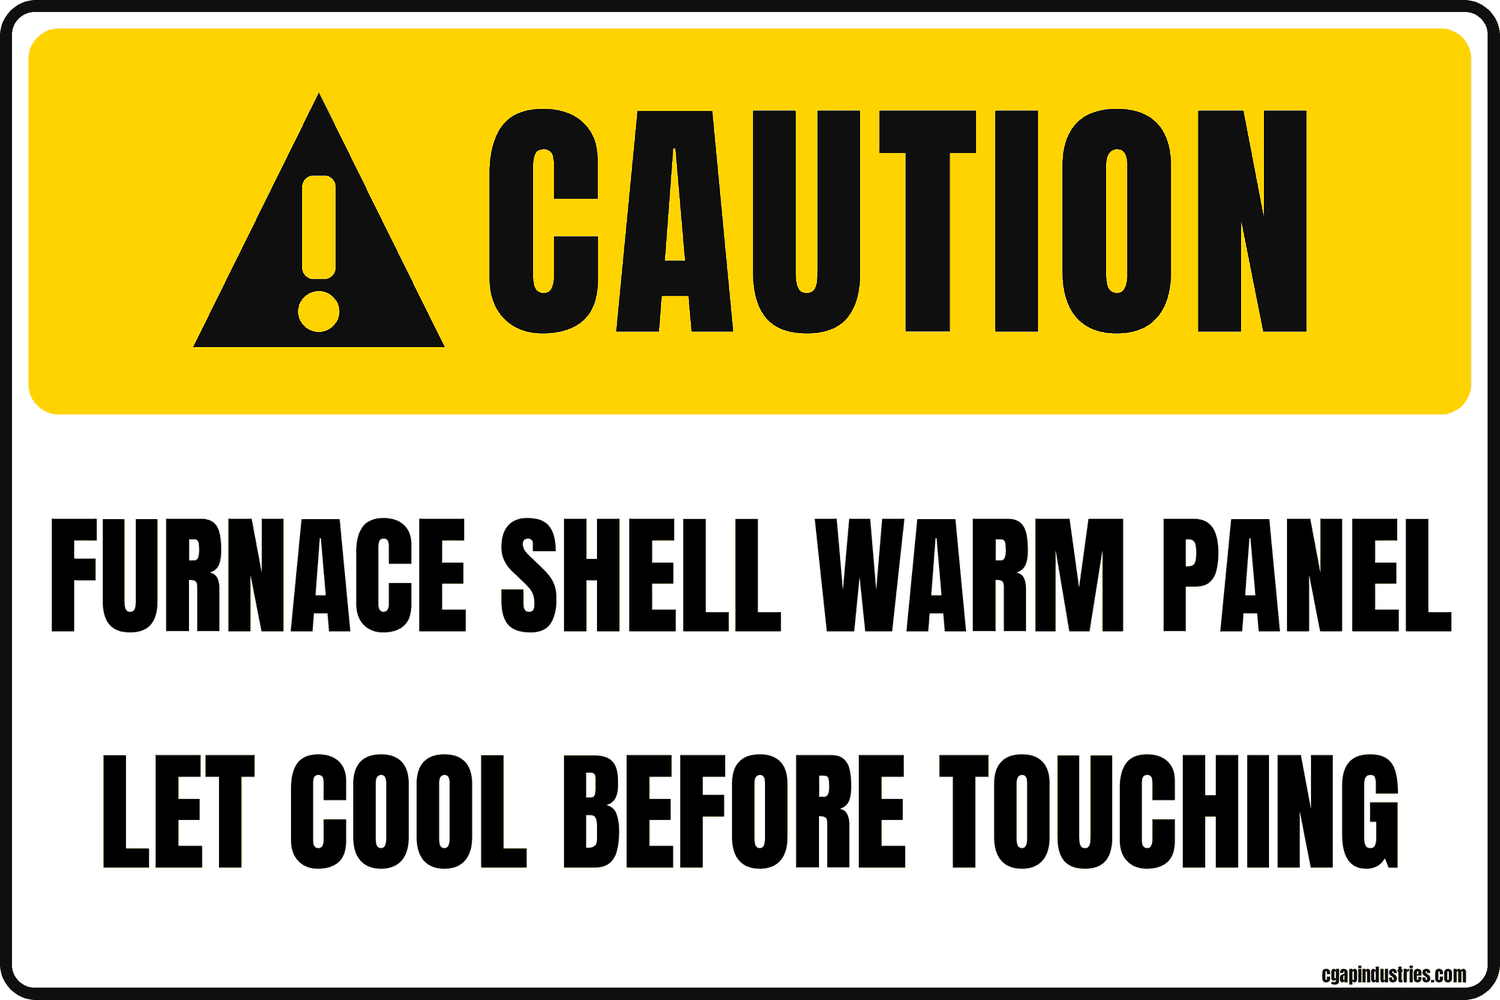 CAUTION
FURNACE SHELL WARM PANEL
LET COOL BEFORE TOUCHING
cgapindustries.com